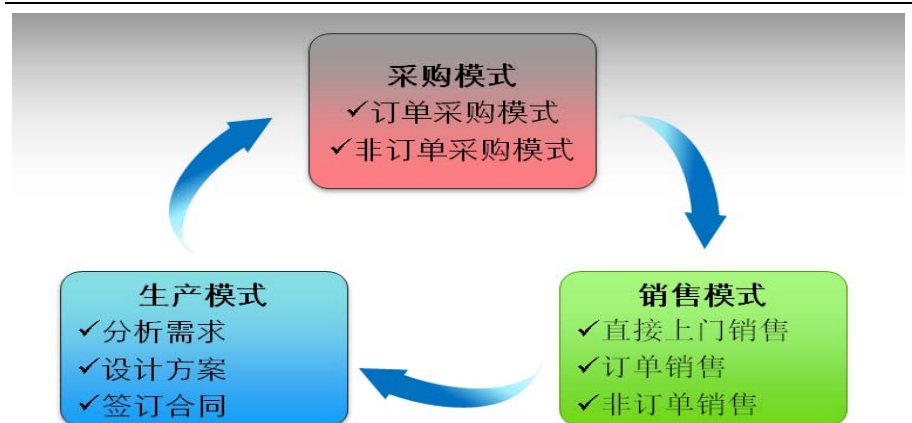 采购模式
✓订单采购模式
✓非订单采购模式
生产模式
✓分析需求
✓设计方案
✓签订合同
销售模式
✓直接上门销售
✓订单销售
✓非订单销售